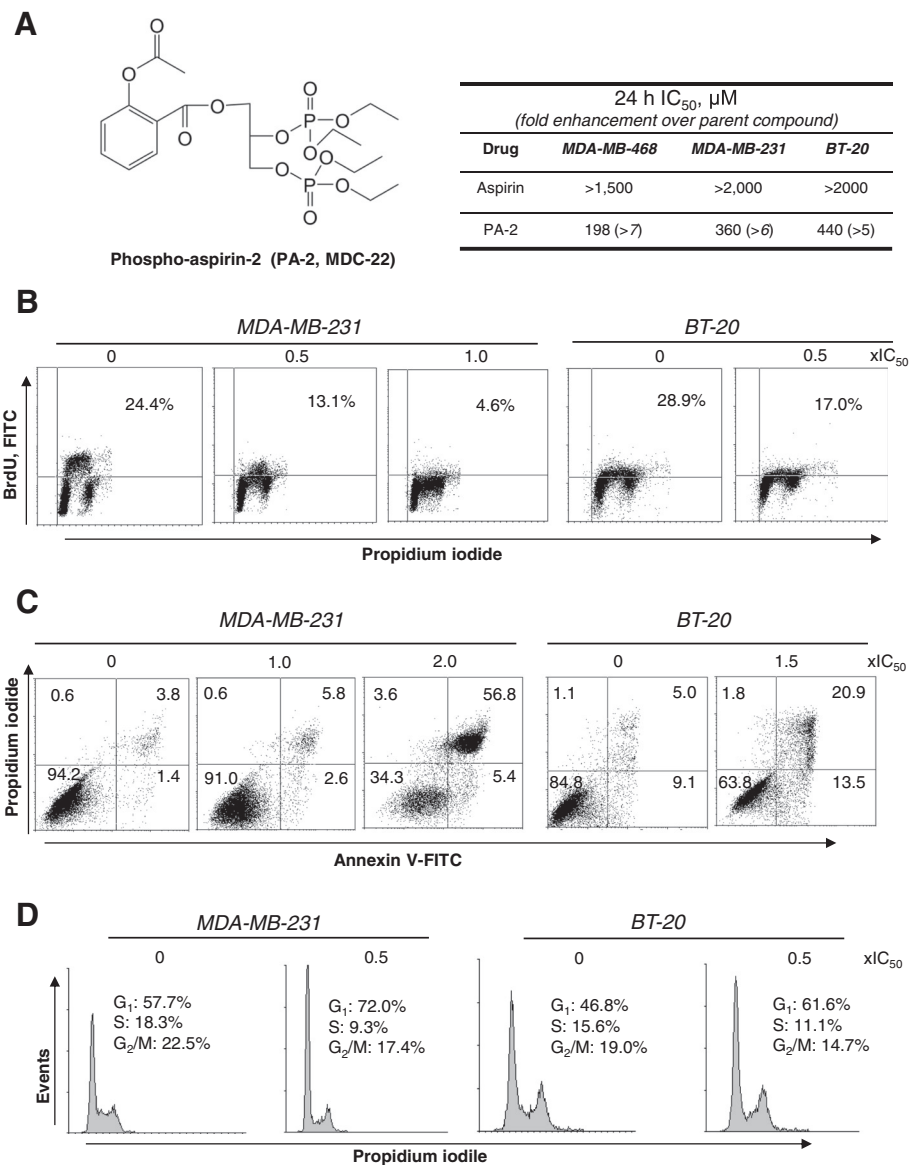 A
O
O
O
O
O
O
P
O
O
O
O
P
O
O
O
Phospho-aspirin-2 (PA-2, MDC-22)
24 h IC50, µM
(fold enhancement over parent compound)
Drug MDA-MB-468 MDA-MB-231 BT-20
Aspirin >1,500 >2,000 >2000
PA-2 198 (>7) 360 (>6) 440 (>5)
B
MDA-MB-231 BT-20
0 0.5 1.0 0 0.5 xIC50
BrdU, FITC
24.4% 13.1% 4.6% 28.9% 17.0%
Propidium iodide
C
MDA-MB-231 BT-20
0 1.0 2.0 0 1.5 xIC50
Propidium iodide
0.6 3.8 0.6 5.8 3.6 56.8 1.1 5.0 1.8 20.9
94.2 1.4 91.0 2.6 34.3 5.4 84.8 9.1 63.8 13.5
Annexin V-FITC
D
MDA-MB-231 BT-20
0 0.5 0 0.5 xIC50
Events
G1: 57.7%
S: 18.3%
G2/M: 22.5%
G1: 72.0%
S: 9.3%
G2/M: 17.4%
G1: 46.8%
S: 15.6%
G2/M: 19.0%
G1: 61.6%
S: 11.1%
G2/M: 14.7%
Propidium iodile